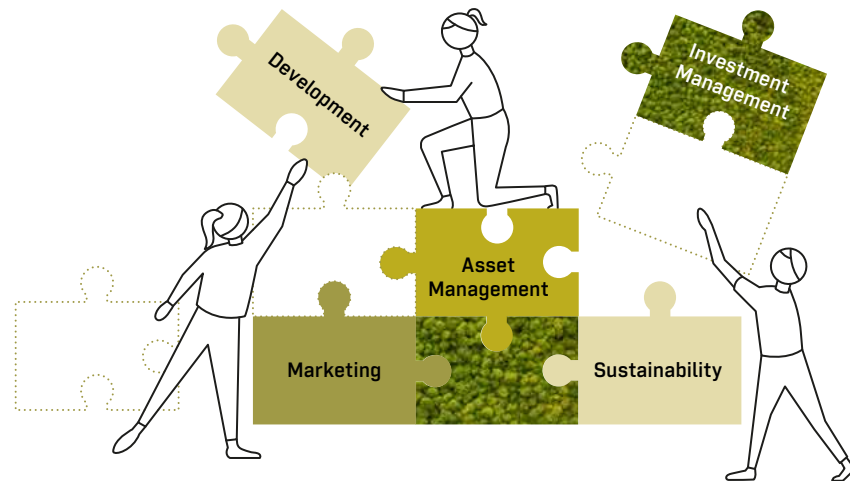 Development
Investment
Management
Asset
Management
Marketing
Sustainability